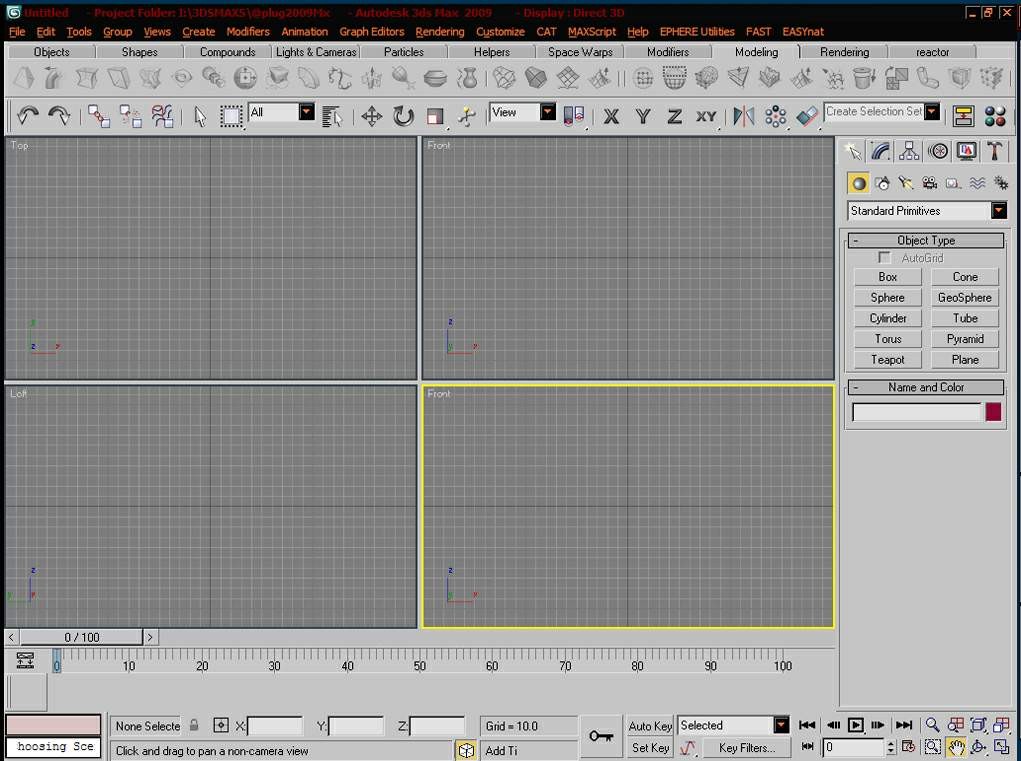 Untitled - Project Folder: J:\3DSMAX5\@plug2009Mx - Autodesk 3ds Max 2009 - Display : Direct 3D
File Edit Tools Group Views Create Modifiers Animation Graph Editors Rendering Customize CAT MAXScript Help EPHERE Utilities FAST EASYnat
Objects Shapes Compounds Lights & Cameras Particles Helpers Space Warps Modifiers Modeling Rendering reactor
All View X Y Z XY Create Selection Set
Top Front
Standard Primitives
- Object Type
AutoGrid
Box Cone
Sphere GeoSphere
Cylinder Tube
Torus Pyramid
Teapot Plane
- Name and Color
Left Front
< 0 / 100 >
0 10 20 30 40 50 60 70 80 90 100
None Selecte X: Y: Z: Grid = 10.0 Auto Key Selected
hoosing Sce Click and drag to pan a non-camera view Add Ti Set Key Key Filters... 0